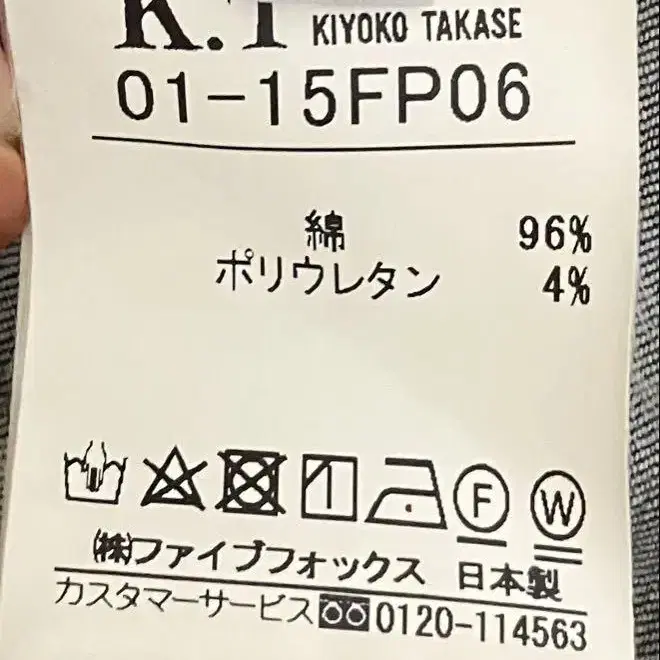 K.T KIYOKO TAKASE
01-15FP06
綿 96%
ポリウレタン 4%
F W
(株)ファイブフォックス 日本製
カスタマーサービス 0120-114563